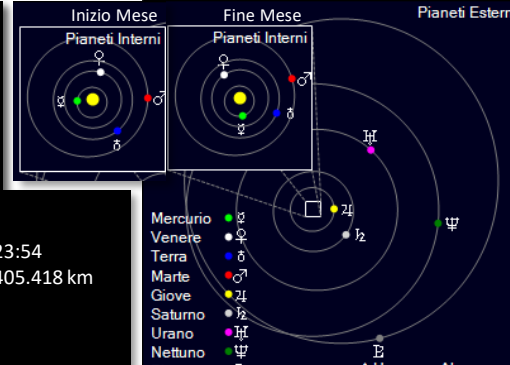 Inizio Mese
Fine Mese
Pianeti Interni
Pianeti Interni
Pianeti Estern
♀
☿
♂
♁
♀
♂
☿
♁
♅
♃
♄
♆
23:54
405.418 km
Mercurio ☿
Venere ♀
Terra ♁
Marte ♂
Giove ♃
Saturno ♄
Urano ♅
Nettuno ♆